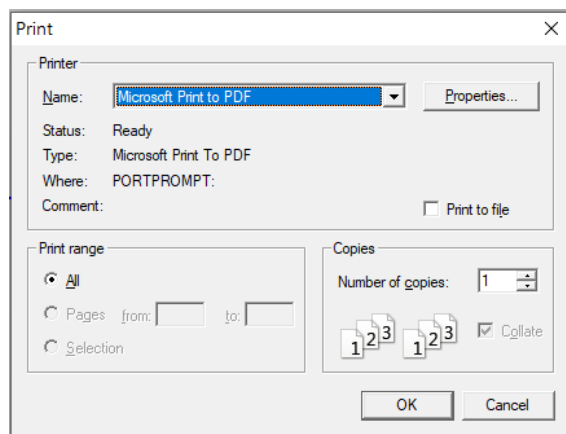 Print
Printer
Name: Microsoft Print to PDF Properties...
Status: Ready
Type: Microsoft Print To PDF
Where: PORTPROMPT:
Comment: Print to file
Print range
All
Pages from: to:
Selection
Copies
Number of copies: 1
1 2 3 1 2 3 Collate
OK Cancel